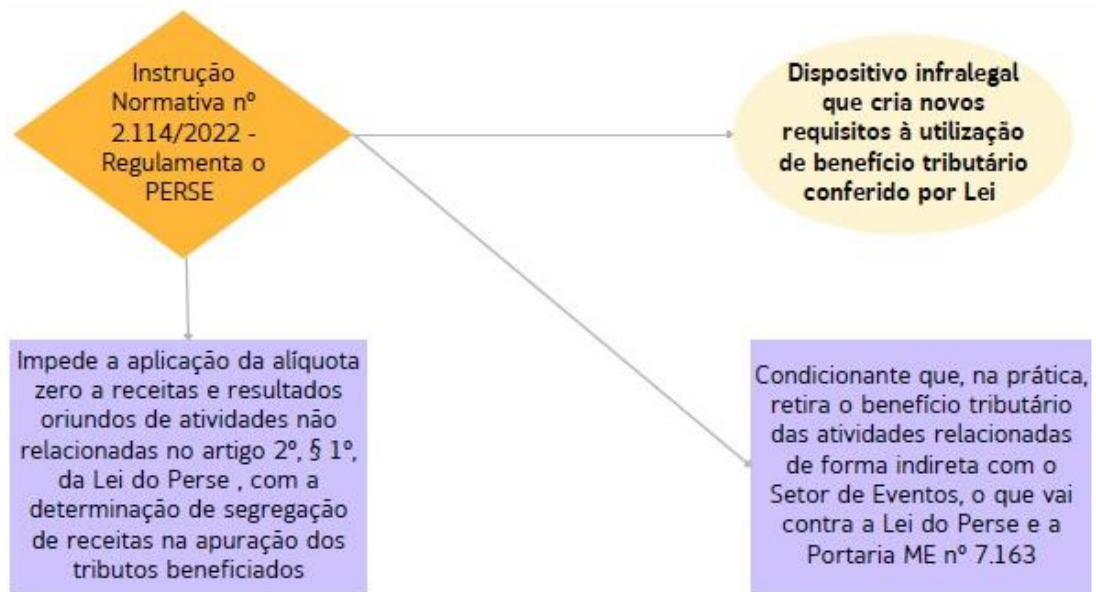 Instrução
Normativa nº
2.114/2022 -
Regulamenta o
PERSE
Dispositivo infralegal
que cria novos
requisitos à utilização
de benefício tributário
conferido por Lei
Impede a aplicação da alíquota
zero a receitas e resultados
oriundos de atividades não
relacionadas no artigo 2º, § 1º,
da Lei do Perse , com a
determinação de segregação
de receitas na apuração dos
tributos beneficiados
Condicionante que, na prática,
retira o benefício tributário
das atividades relacionadas
de forma indireta com o
Setor de Eventos, o que vai
contra a Lei do Perse e a
Portaria ME nº 7.163